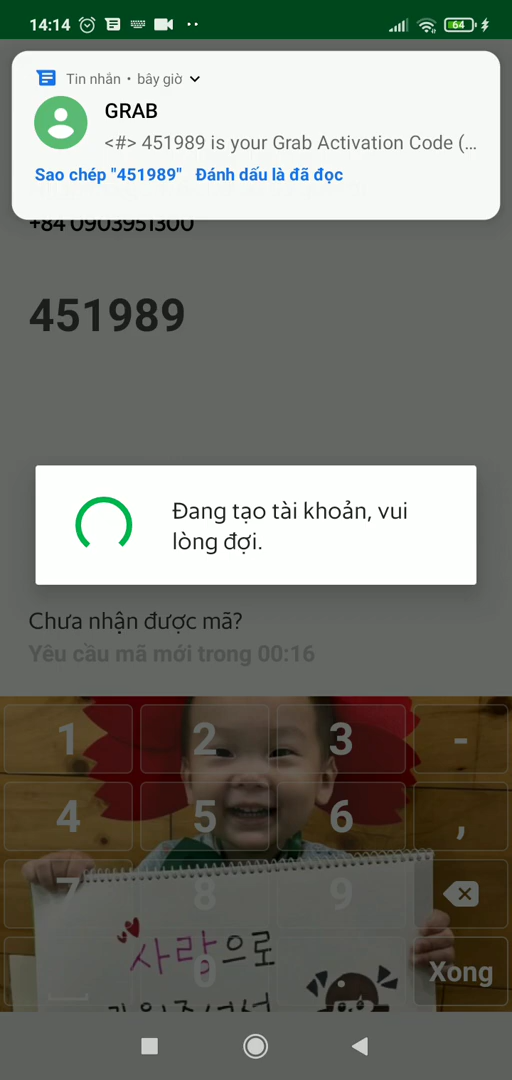 14:14
64
Tin nhắn • bây giờ
GRAB
<#> 451989 is your Grab Activation Code (...
Sao chép "451989" Đánh dấu là đã đọc
+84 0903951300
451989
Đang tạo tài khoản, vui
lòng đợi.
Chưa nhận được mã?
Yêu cầu mã mới trong 00:16
1 2 3 -
4 5 6 ,
7 8 9
사랑으로
0 Xong